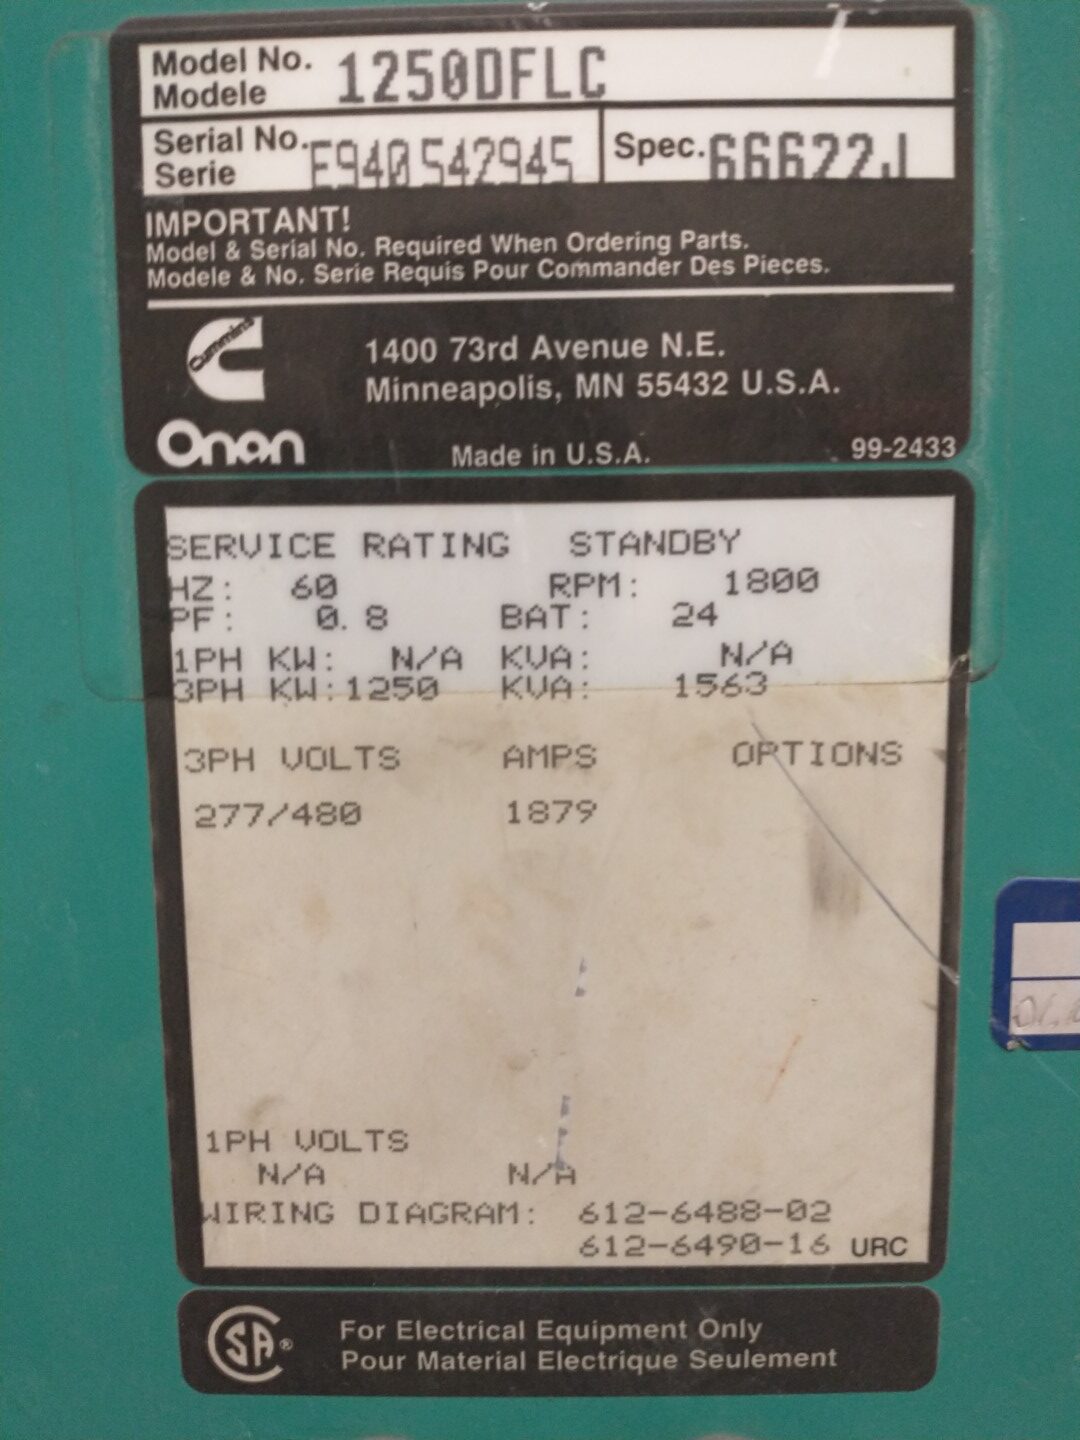 Model No. 1250DFLC
Modele
Serial No. E940542945
Serie
Spec. 66622J
IMPORTANT!
Model & Serial No. Required When Ordering Parts.
Modele & No. Serie Requis Pour Commander Des Pieces.
Cummins
1400 73rd Avenue N.E.
Minneapolis, MN 55432 U.S.A.
Onan
Made in U.S.A.
99-2433
SERVICE RATING STANDBY
HZ: 60 RPM: 1800
PF: 0.8 BAT: 24
1PH KW: N/A KVA: N/A
3PH KW:1250 KVA: 1563
3PH VOLTS AMPS OPTIONS
277/480 1879
1PH VOLTS
N/A N/A
WIRING DIAGRAM: 612-6488-02
612-6490-16 URC
SA®
For Electrical Equipment Only
Pour Material Electrique Seulement